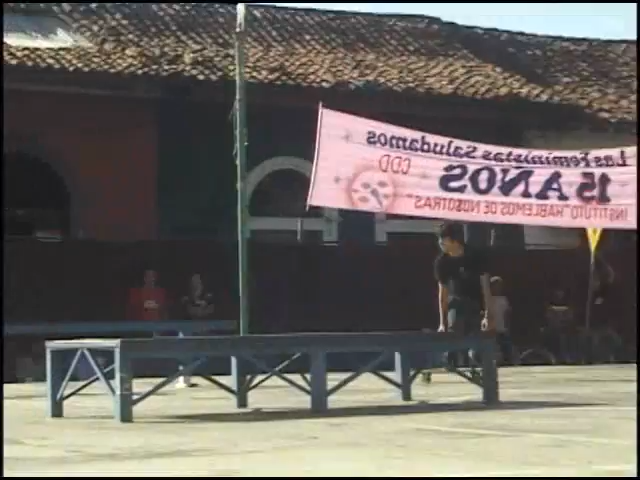 Las Feministas Saludamos
15 AÑOS
CDD
INSTITUTO "HABLEMOS DE NOSOTRAS"